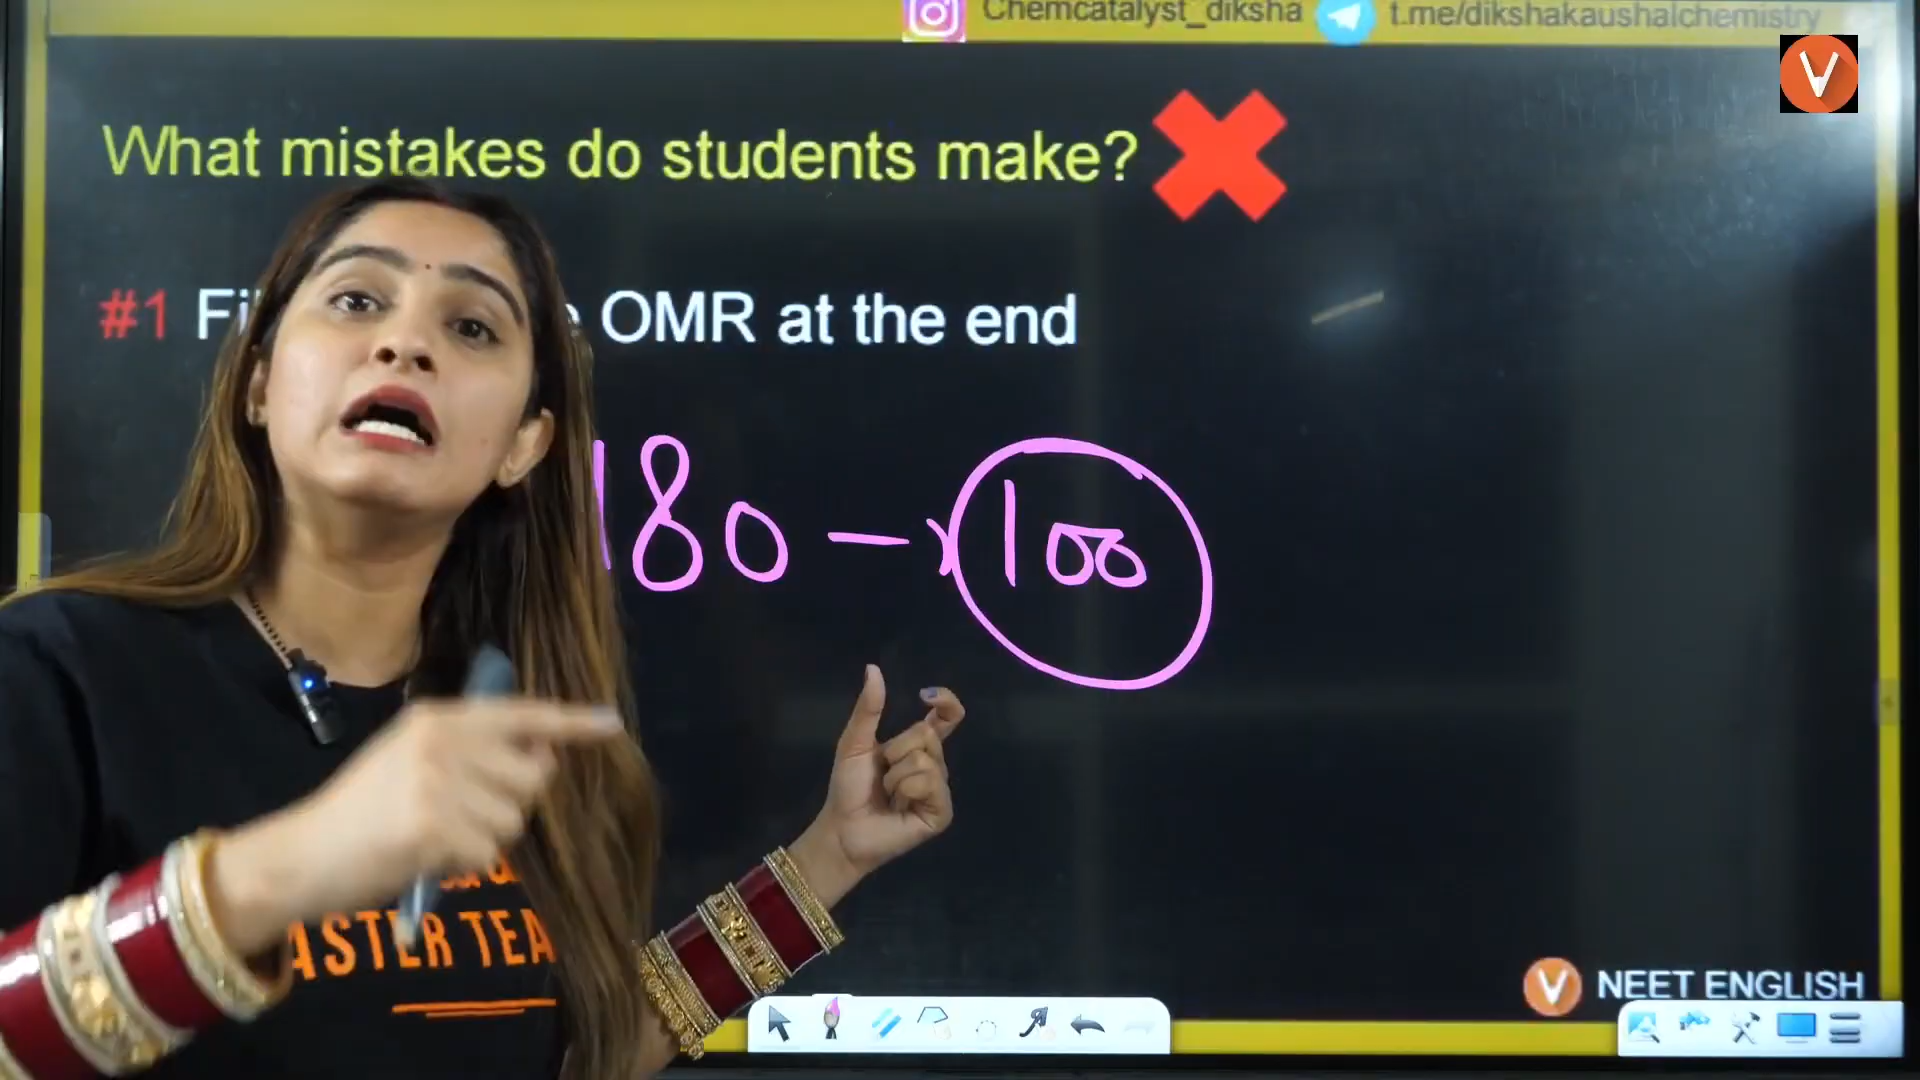 Chemcatalyst_diksha t.me/dikshakaushalchemistry
What mistakes do students make?
#1 OMR at the end
180 → 100
ASTER TEA
NEET ENGLISH